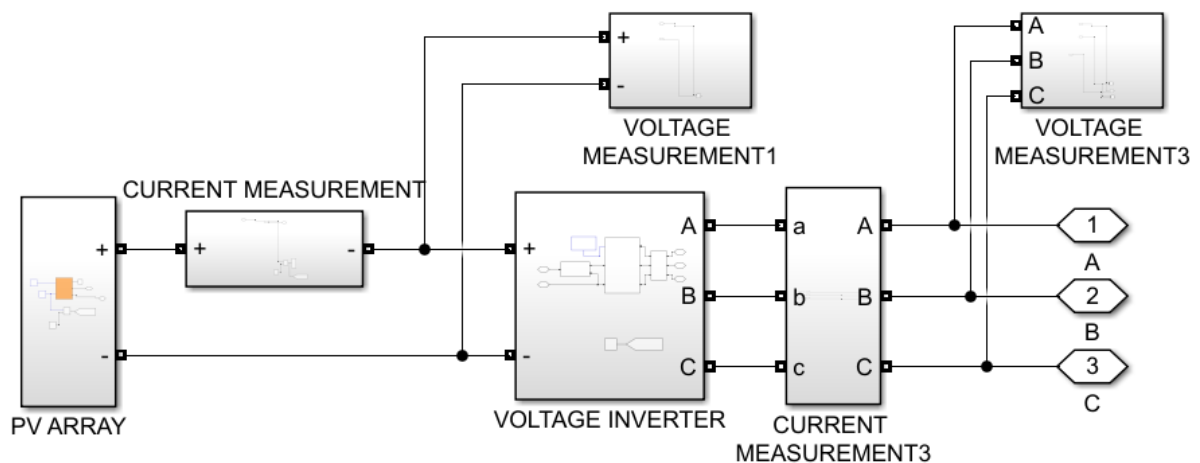 +
-
VOLTAGE
MEASUREMENT1
A
B
C
VOLTAGE
MEASUREMENT3
CURRENT MEASUREMENT
+
-
PV ARRAY
+
-
+
-
A
B
C
VOLTAGE INVERTER
a
b
c
A
B
C
CURRENT
MEASUREMENT3
1
A
2
B
3
C